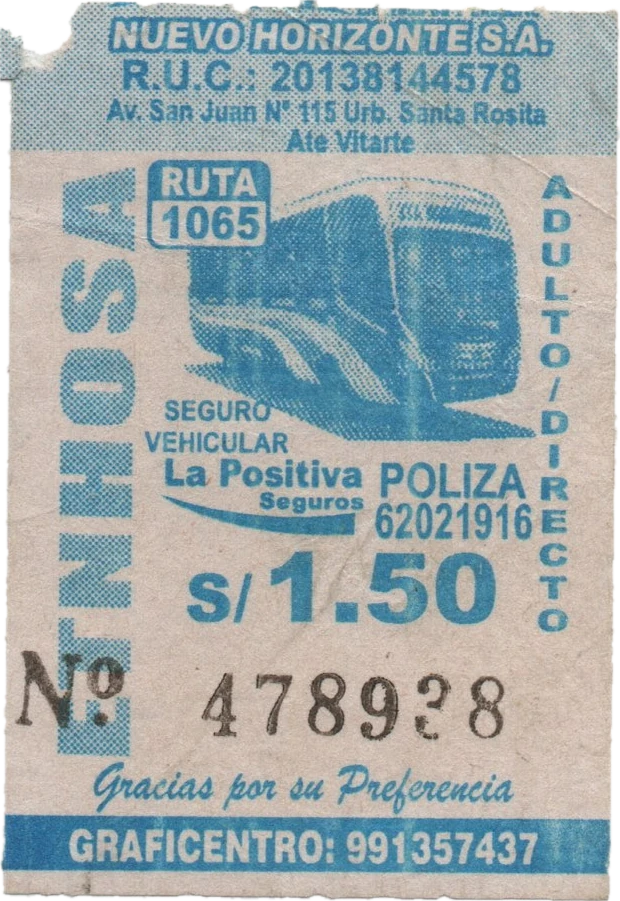 NUEVO HORIZONTE S.A.
R.U.C.: 20138144578
Av. San Juan N° 115 Urb. Santa Rosita
Ate Vitarte
ETNHOSA
RUTA
1065
ADULTO/DIRECTO
SEGURO
VEHICULAR
La Positiva
Seguros
POLIZA
62021916
S/ 1.50
Nº 478938
Gracias por su Preferencia
GRAFICENTRO: 991357437